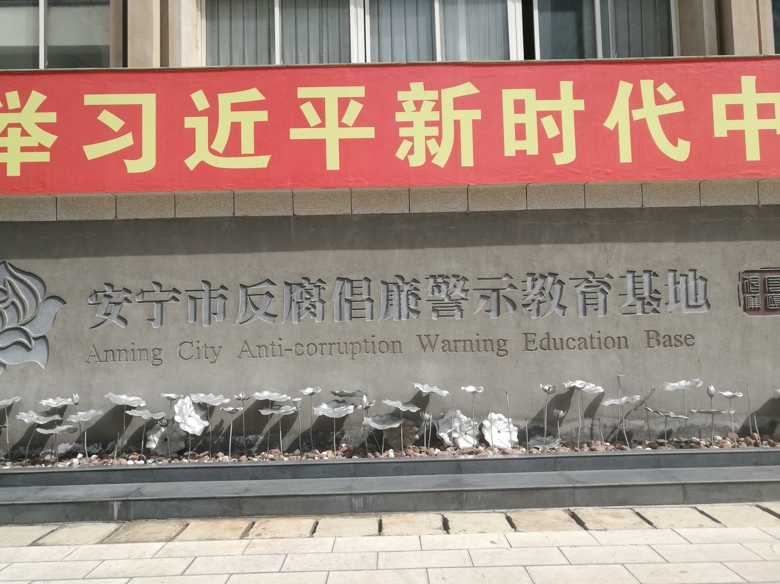 举习近平新时代中
安宁市反腐倡廉警示教育基地
Anning City Anti-corruption Warning Education Base